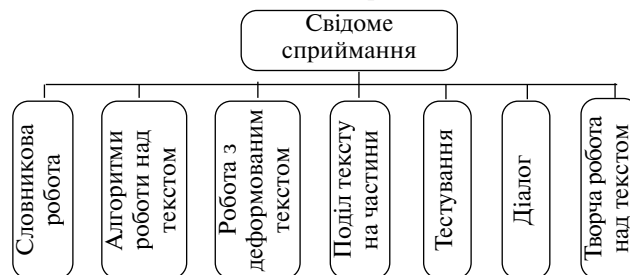 Свідоме
сприймання
Словникова
робота
Алгоритми
роботи над
текстом
Робота з
деформованим
текстом
Поділ тексту
на частини
Тестування
Діалог
Творча робота
над текстом